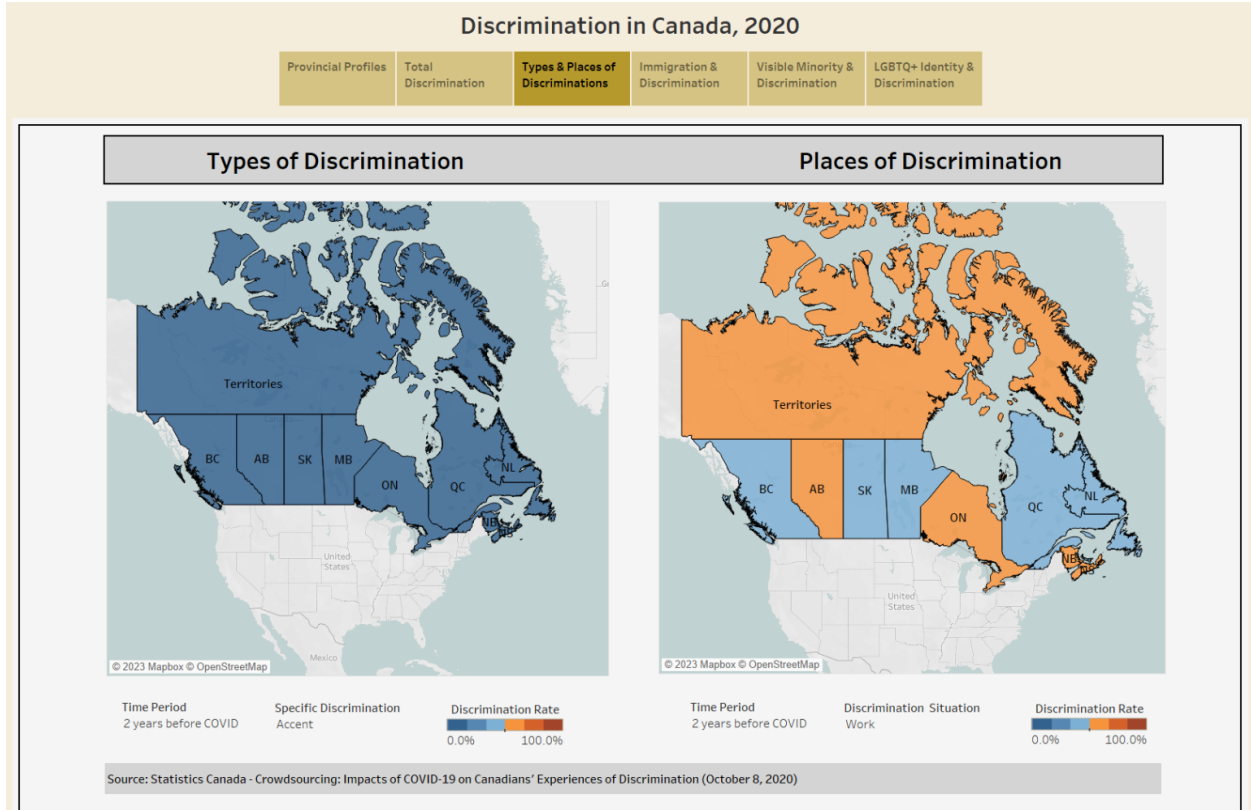 Discrimination in Canada, 2020
Provincial Profiles
Total
Discrimination
Types & Places of
Discriminations
Immigration &
Discrimination
Visible Minority &
Discrimination
LGBTQ+ Identity &
Discrimination
Types of Discrimination
Places of Discrimination
Territories
BC
AB
SK
MB
ON
QC
NL
NB
NS
United
States
Mexico
© 2023 Mapbox © OpenStreetMap
Territories
BC
AB
SK
MB
ON
QC
NL
NB
NS
United
States
© 2023 Mapbox © OpenStreetMap
Time Period
2 years before COVID
Specific Discrimination
Accent
Discrimination Rate
0.0% 100.0%
Time Period
2 years before COVID
Discrimination Situation
Work
Discrimination Rate
0.0% 100.0%
Source: Statistics Canada - Crowdsourcing: Impacts of COVID-19 on Canadians’ Experiences of Discrimination (October 8, 2020)